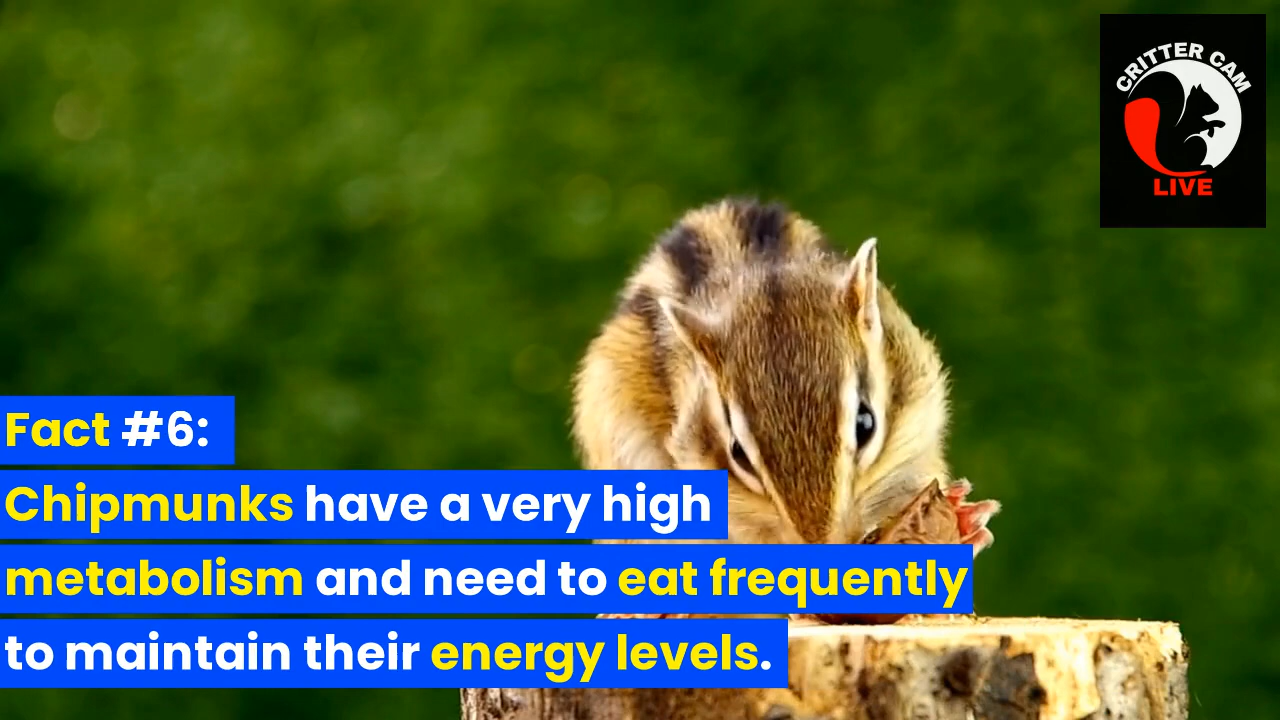 CRITTER CAM
LIVE
Fact #6:
Chipmunks have a very high
metabolism and need to eat frequently
to maintain their energy levels.